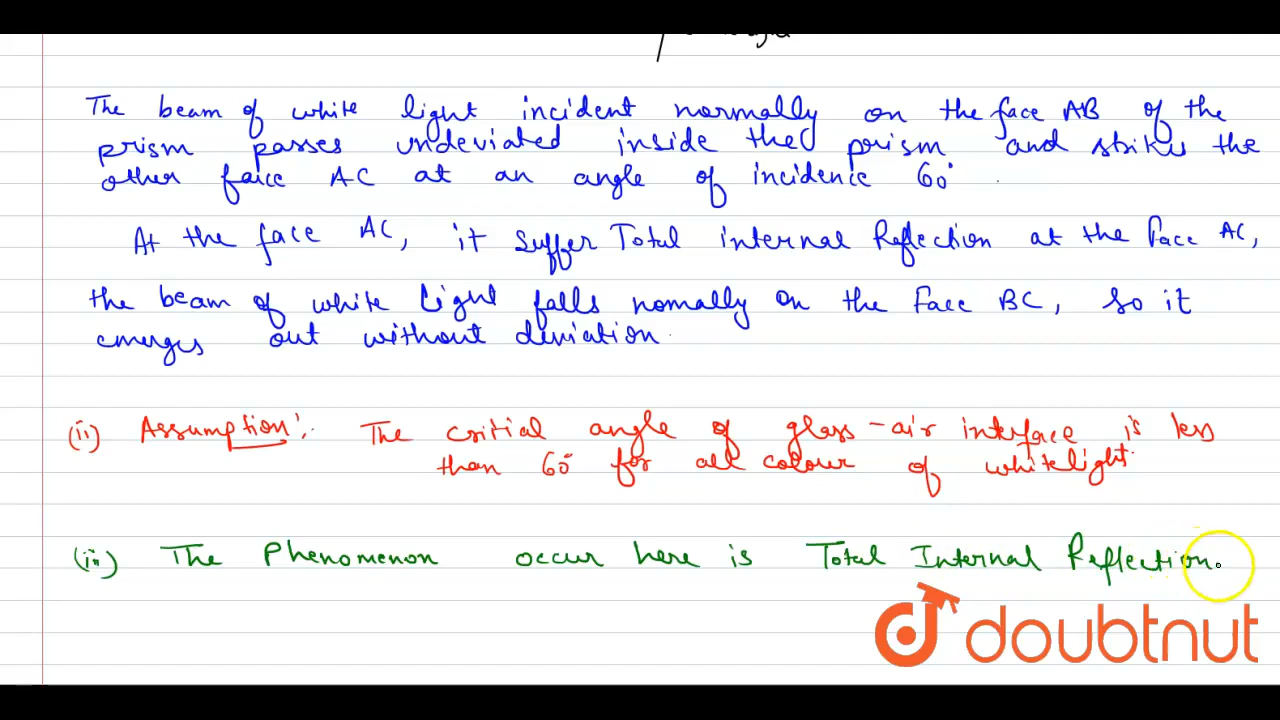 The beam of white light incident normally on the face AB of the
prism passes undeviated inside the prism and strikes the
other face AC at an angle of incidence 60°.
At the face AC, it suffer Total internal Reflection at the face AC,
the beam of white light falls nomally on the Face BC, so it
emerges out without deviation.
(ii) Assumption:. The critial angle of glass-air interface is less
than 60° for all colour of whitelight.
(iii) The Phenomenon occur here is Total Internal Reflection.
doubtnut